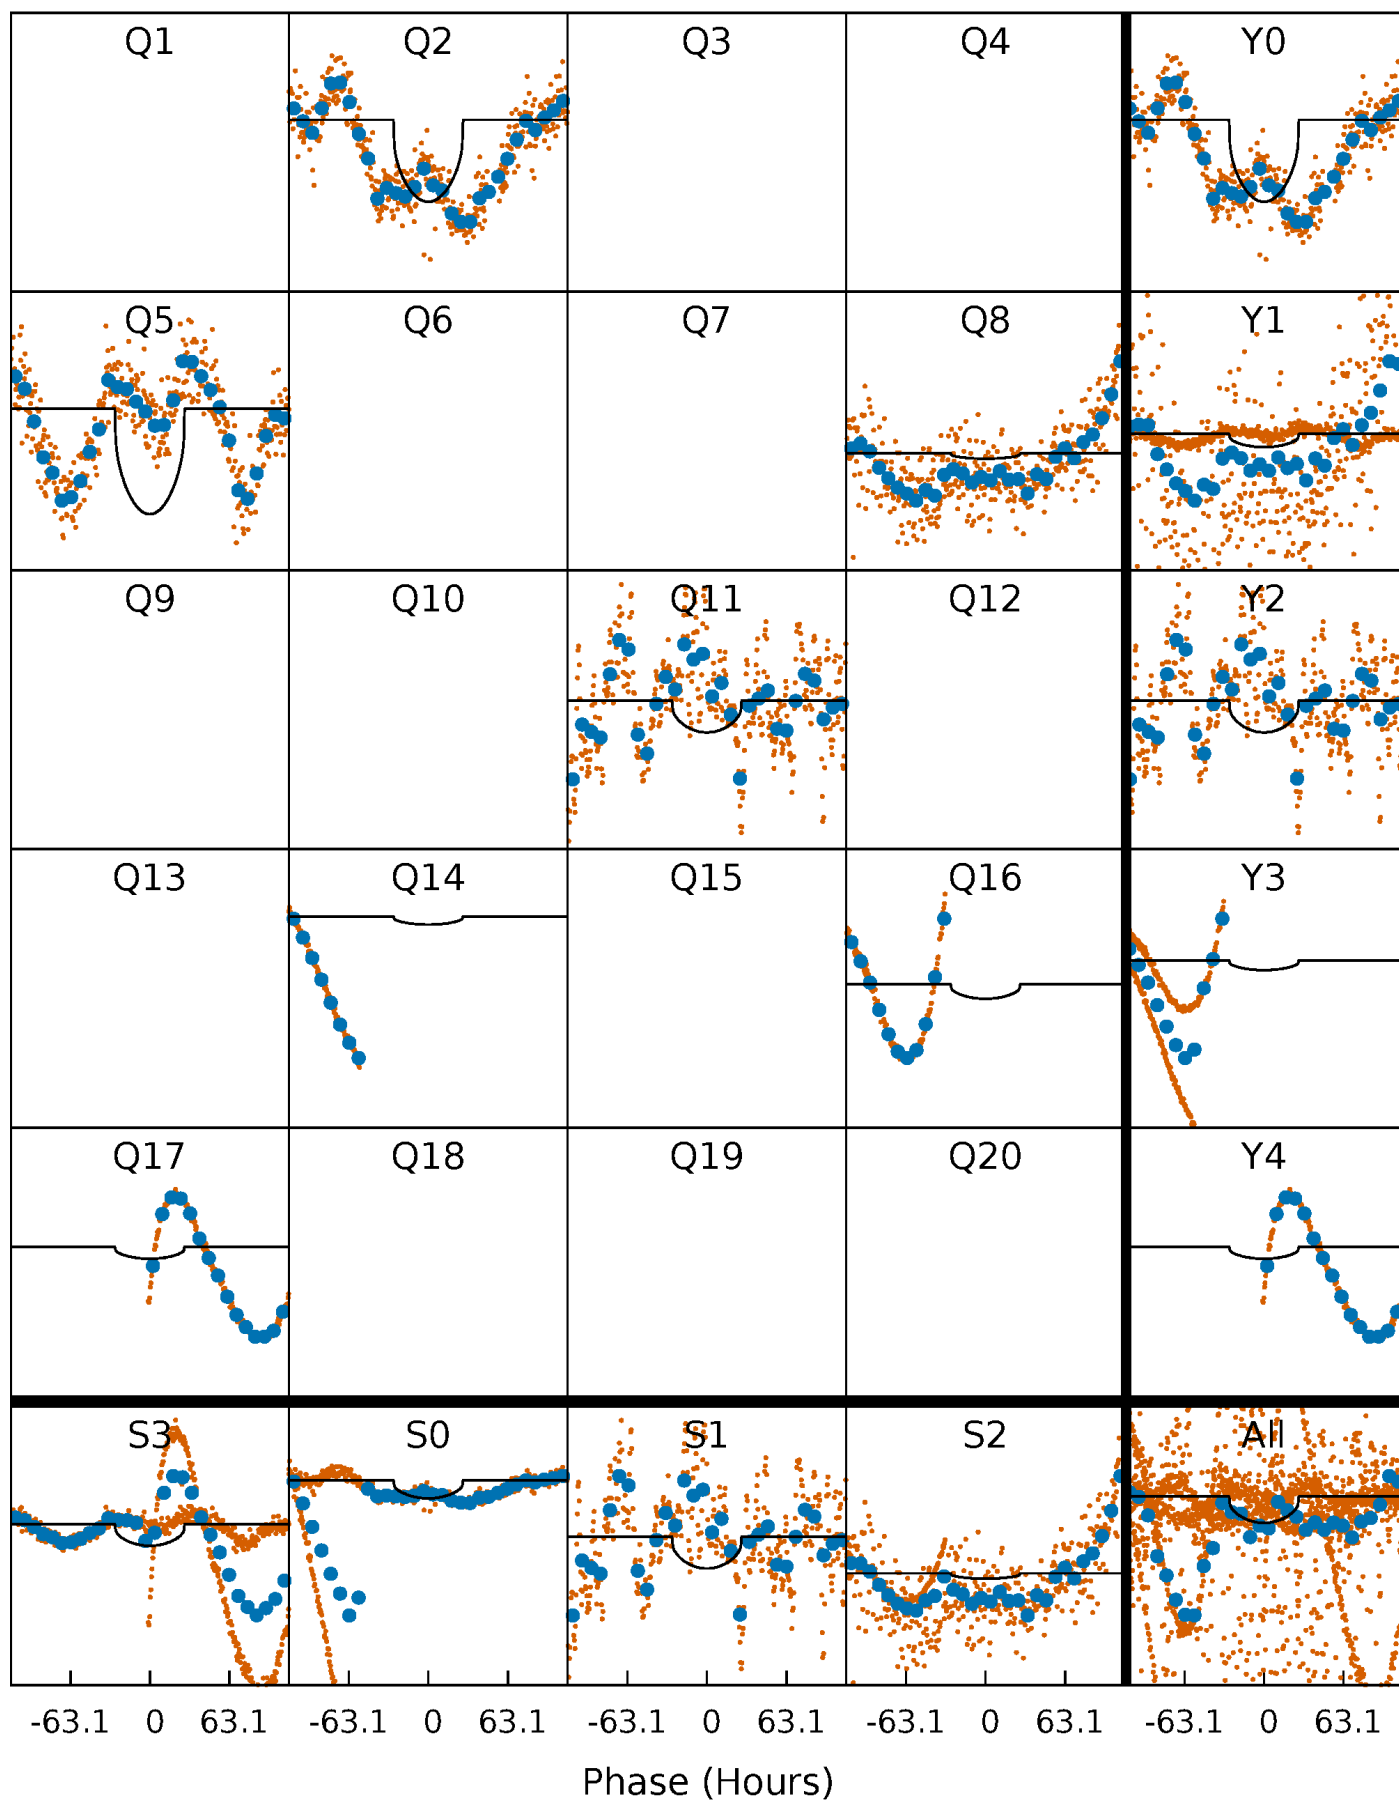 Q1 Q2 Q3 Q4 Y0
Q5 Q6 Q7 Q8 Y1
Q9 Q10 Q11 Q12 Y2
Q13 Q14 Q15 Q16 Y3
Q17 Q18 Q19 Q20 Y4
S3 S0 S1 S2 All
-63.1 0 63.1 -63.1 0 63.1 -63.1 0 63.1 -63.1 0 63.1 -63.1 0 63.1
Phase (Hours)